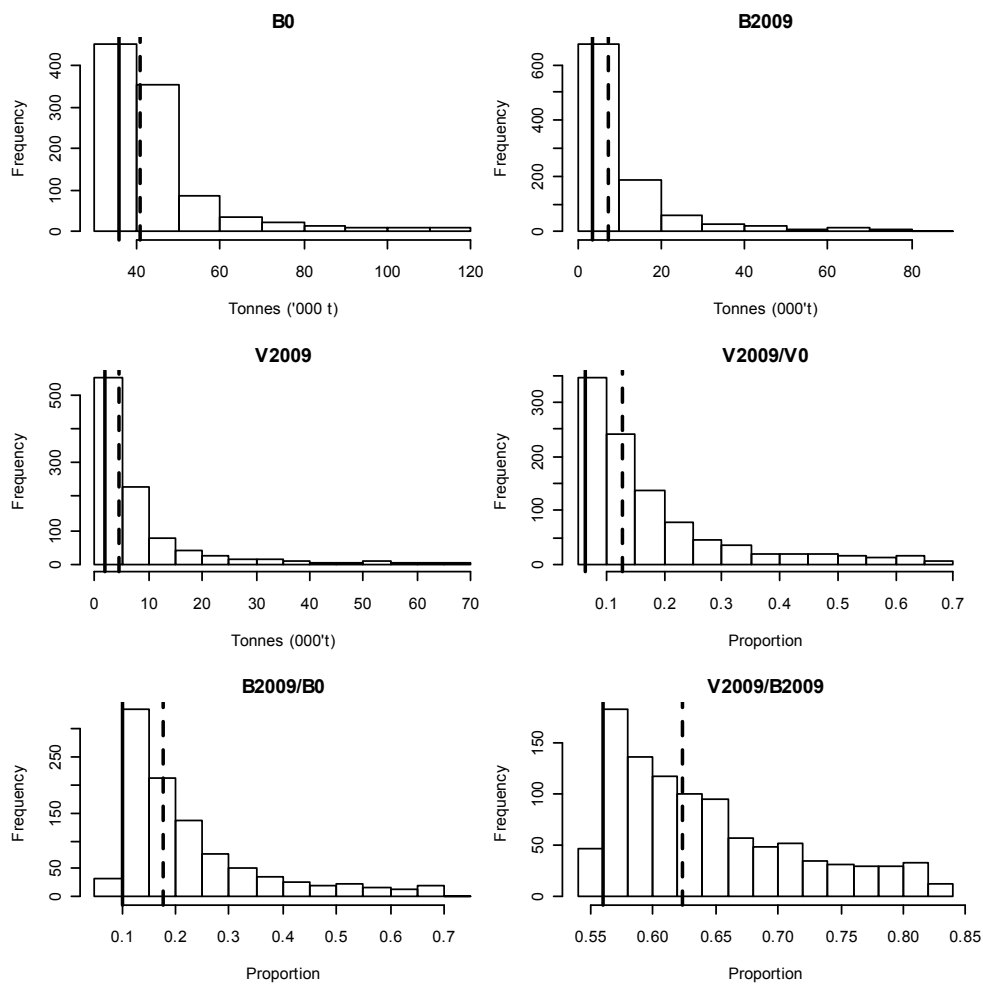 B0
Frequency
0 100 200 300 400
40 60 80 100 120
Tonnes ('000 t)
B2009
Frequency
0 200 400 600
0 20 40 60 80
Tonnes (000't)
V2009
Frequency
0 100 300 500
0 10 20 30 40 50 60 70
Tonnes (000't)
V2009/V0
Frequency
0 100 200 300
0.1 0.2 0.3 0.4 0.5 0.6 0.7
Proportion
B2009/B0
Frequency
0 50 150 250
0.1 0.2 0.3 0.4 0.5 0.6 0.7
Proportion
V2009/B2009
Frequency
0 50 100 150
0.55 0.60 0.65 0.70 0.75 0.80 0.85
Proportion